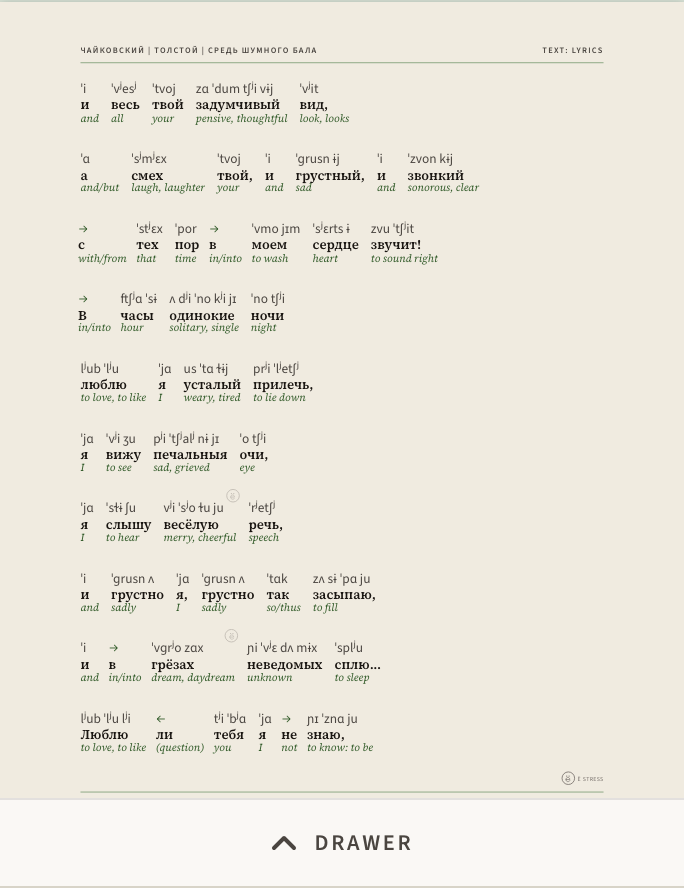 ЧАЙКОВСКИЙ | ТОЛСТОЙ | СРЕДЬ ШУМНОГО БАЛА TEXT: LYRICS
ˈi ˈvʲesʲ ˈtvoj zɑ ˈdum tʃʲi vɨj ˈvʲit
и весь твой задумчивый вид,
and all your pensive, thoughtful look, looks
ˈɑ ˈsʲmʲɛx ˈtvoj ˈi ˈgrusn ɨj ˈi ˈzvon kɨj
а смех твой, и грустный, и звонкий
and/but laugh, laughter your and sad and sonorous, clear
→ ˈstʲɛx ˈpor → ˈvmo jɪm ˈsʲɛrts ɨ zvu ˈtʃʲit
с тех пор в моем сердце звучит!
with/from that time in/into to wash heart to sound right
→ ftʃʲɑ ˈsɨ ʌ dʲi ˈno kʲi jɪ ˈno tʃʲi
В часы одинокие ночи
in/into hour solitary, single night
lʲub ˈlʲu ˈjɑ us ˈtɑ ɫɨj prʲi ˈlʲetʃʲ
люблю я усталый прилечь,
to love, to like I weary, tired to lie down
ˈjɑ ˈvʲi ʒu pʲi ˈtʃʲalʲ nɨ jɪ ˈo tʃʲi
я вижу печальныя очи,
I to see sad, grieved eye
ˈjɑ ˈsɫɨ ʃu vʲi ˈsʲo ɫu ju ˈrʲetʃʲ
я слышу весёлую речь,
I to hear merry, cheerful speech
ˈi ˈgrusn ʌ ˈjɑ ˈgrusn ʌ ˈtɑk zʌ sɨ ˈpɑ ju
и грустно я, грустно так засыпаю,
and sadly I sadly so/thus to fill
ˈi → ˈvgrʲo zɑx ɲi ˈvʲɛ dʌ mɨx ˈsplʲu
и в грёзах неведомых сплю...
and in/into dream, daydream unknown to sleep
lʲub ˈlʲu lʲi ← tʲi ˈbʲɑ ˈjɑ → ɲɪ ˈznɑ ju
Люблю ли тебя я не знаю,
to love, to like (question) you I not to know: to be
Ё STRESS
DRAWER